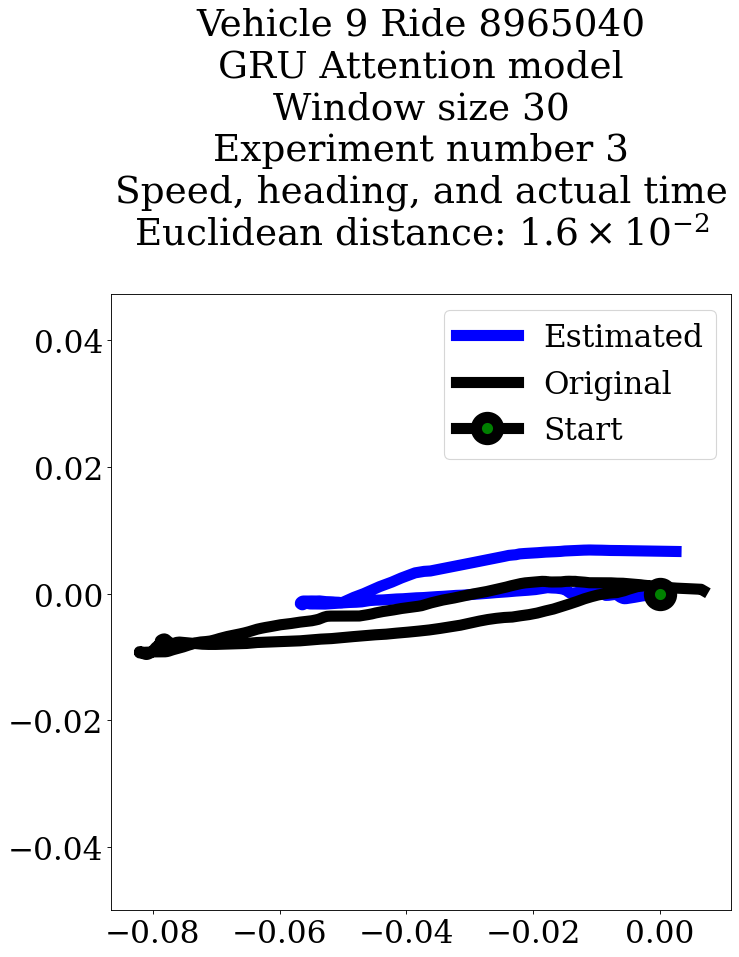 Vehicle 9 Ride 8965040
GRU Attention model
Window size 30
Experiment number 3
Speed, heading, and actual time
Euclidean distance: 1.6 × 10⁻²
Estimated
Original
Start
0.04
0.02
0.00
−0.02
−0.04
−0.08
−0.06
−0.04
−0.02
0.00